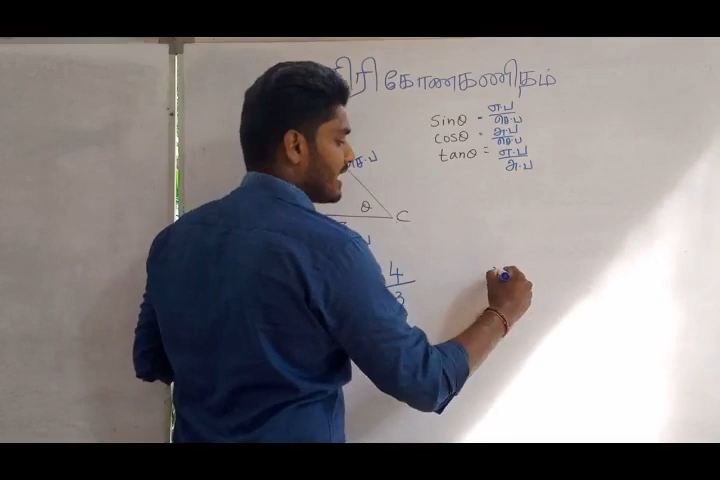 திரிகோணகணிதம்
sinθ = எ.ப / செ.ப
cosθ = அ.ப / செ.ப
tanθ = எ.ப / அ.ப
θ C
4
3